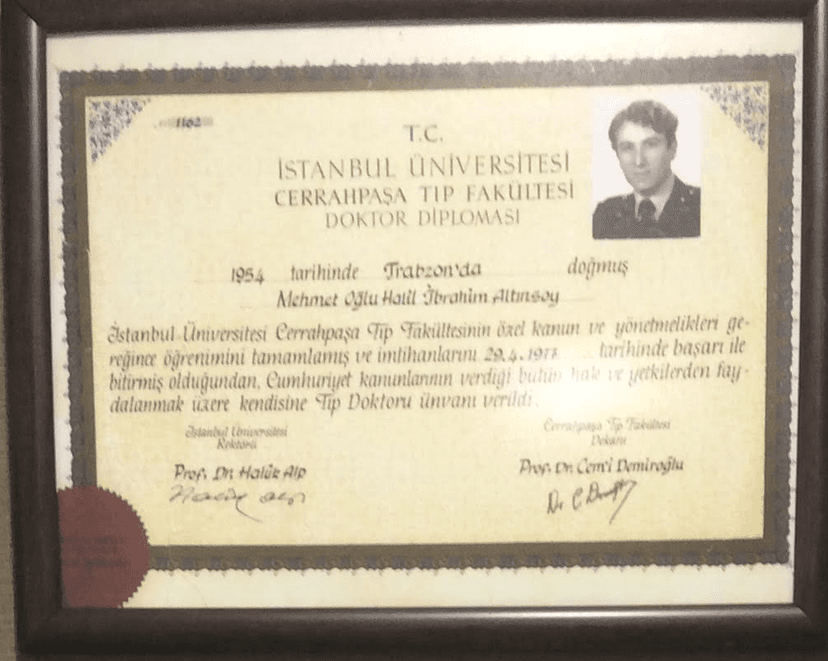 1162
T.C.
İSTANBUL ÜNİVERSİTESİ
CERRAHPAŞA TIP FAKÜLTESİ
DOKTOR DİPLOMASI
1954 tarihinde Trabzon'da doğmuş
Mehmet Oğlu Halil İbrahim Altınsoy
İstanbul Üniversitesi Cerrahpaşa Tıp Fakültesinin özel kanun ve yönetmelikleri ge-
reğince öğrenimini tamamlamış ve imtihanlarını 29.4.1977 tarihinde başarı ile
bitirmiş olduğundan, Cumhuriyet kanunlarının verdiği bütün hak ve yetkilerden fay-
dalanmak üzere kendisine Tıp Doktoru ünvanı verildi.
İstanbul Üniversitesi
Rektörü
Prof. Dr. Halûk Alp
Cerrahpaşa Tıp Fakültesi
Dekanı
Prof. Dr. Cem'i Demiroğlu